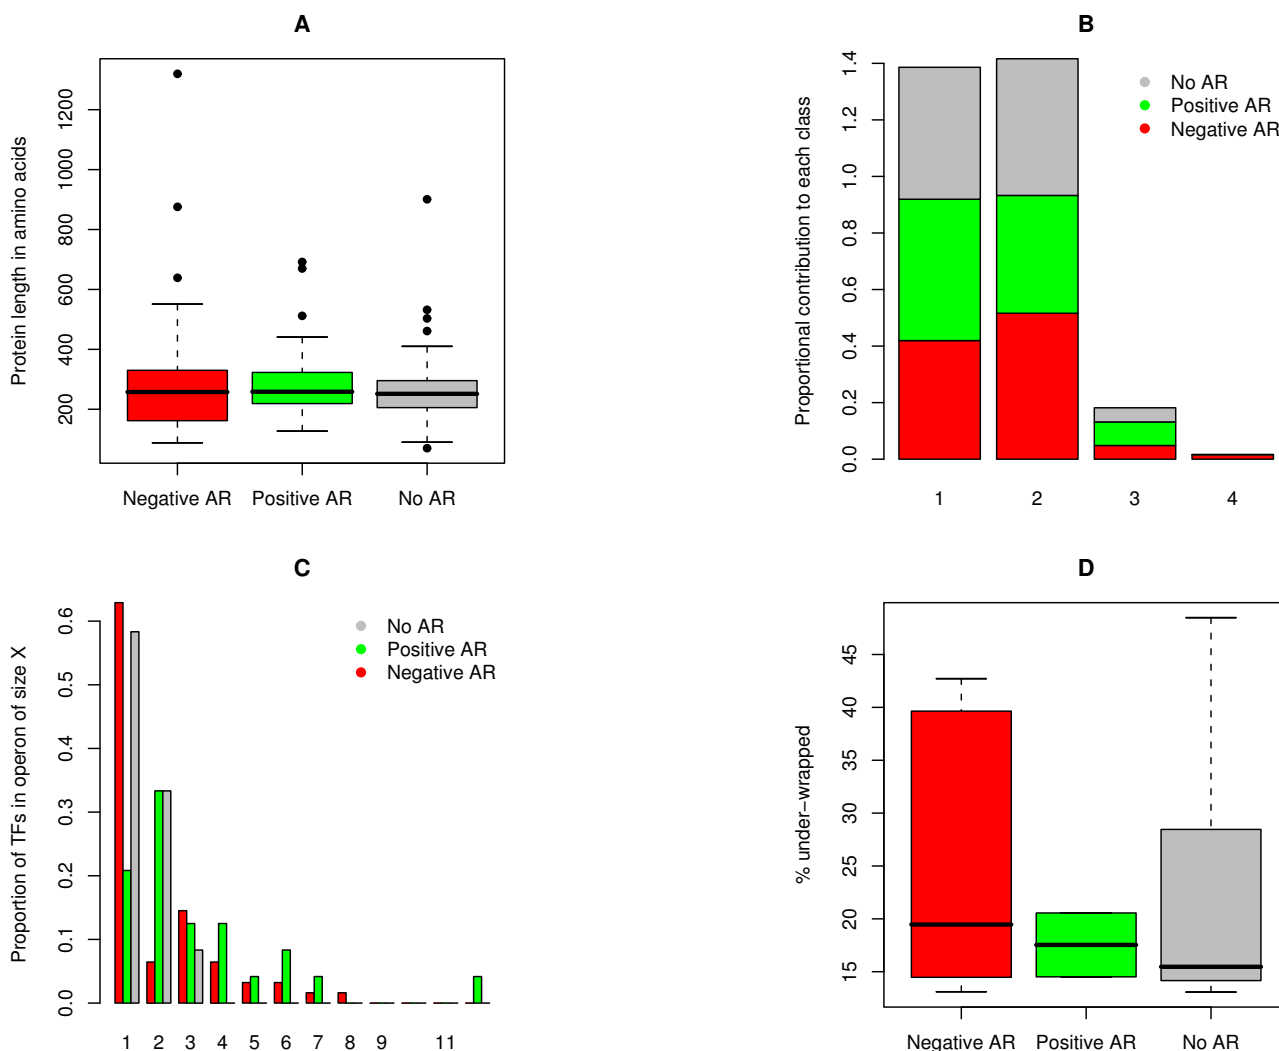 A
Protein length in amino acids
1200
1000
800
600
400
200
Negative AR Positive AR No AR
B
Proportional contribution to each class
1.4
1.2
1.0
0.8
0.6
0.4
0.2
0.0
No AR
Positive AR
Negative AR
1 2 3 4
C
Proportion of TFs in operon of size X
0.6
0.5
0.4
0.3
0.2
0.1
0.0
No AR
Positive AR
Negative AR
1 2 3 4 5 6 7 8 9 11
D
% under−wrapped
45
40
35
30
25
20
15
Negative AR Positive AR No AR